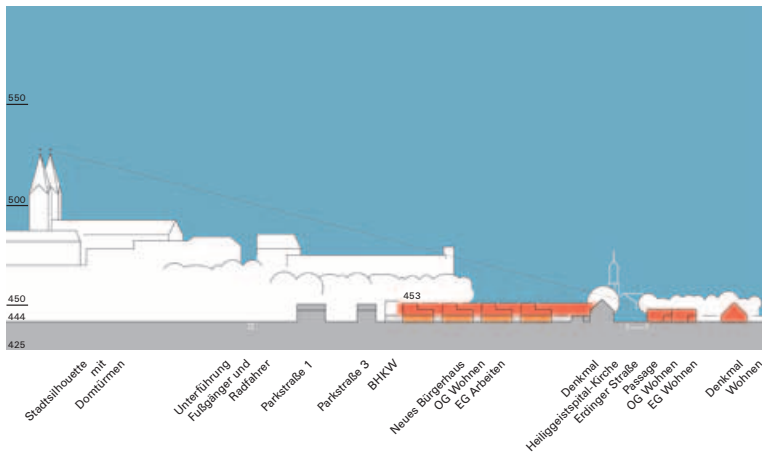 550
500
450
453
444
425
Stadtsilhouette
mit
Domtürmen
Unterführung
Fußgänger und
Radfahrer
Parkstraße 1
Parkstraße 3
BHKW
Neues Bürgerhaus
OG Wohnen
EG Arbeiten
Denkmal
Heiliggeistspital-Kirche
Erdinger Straße
Passage
OG Wohnen
EG Wohnen
Denkmal
Wohnen